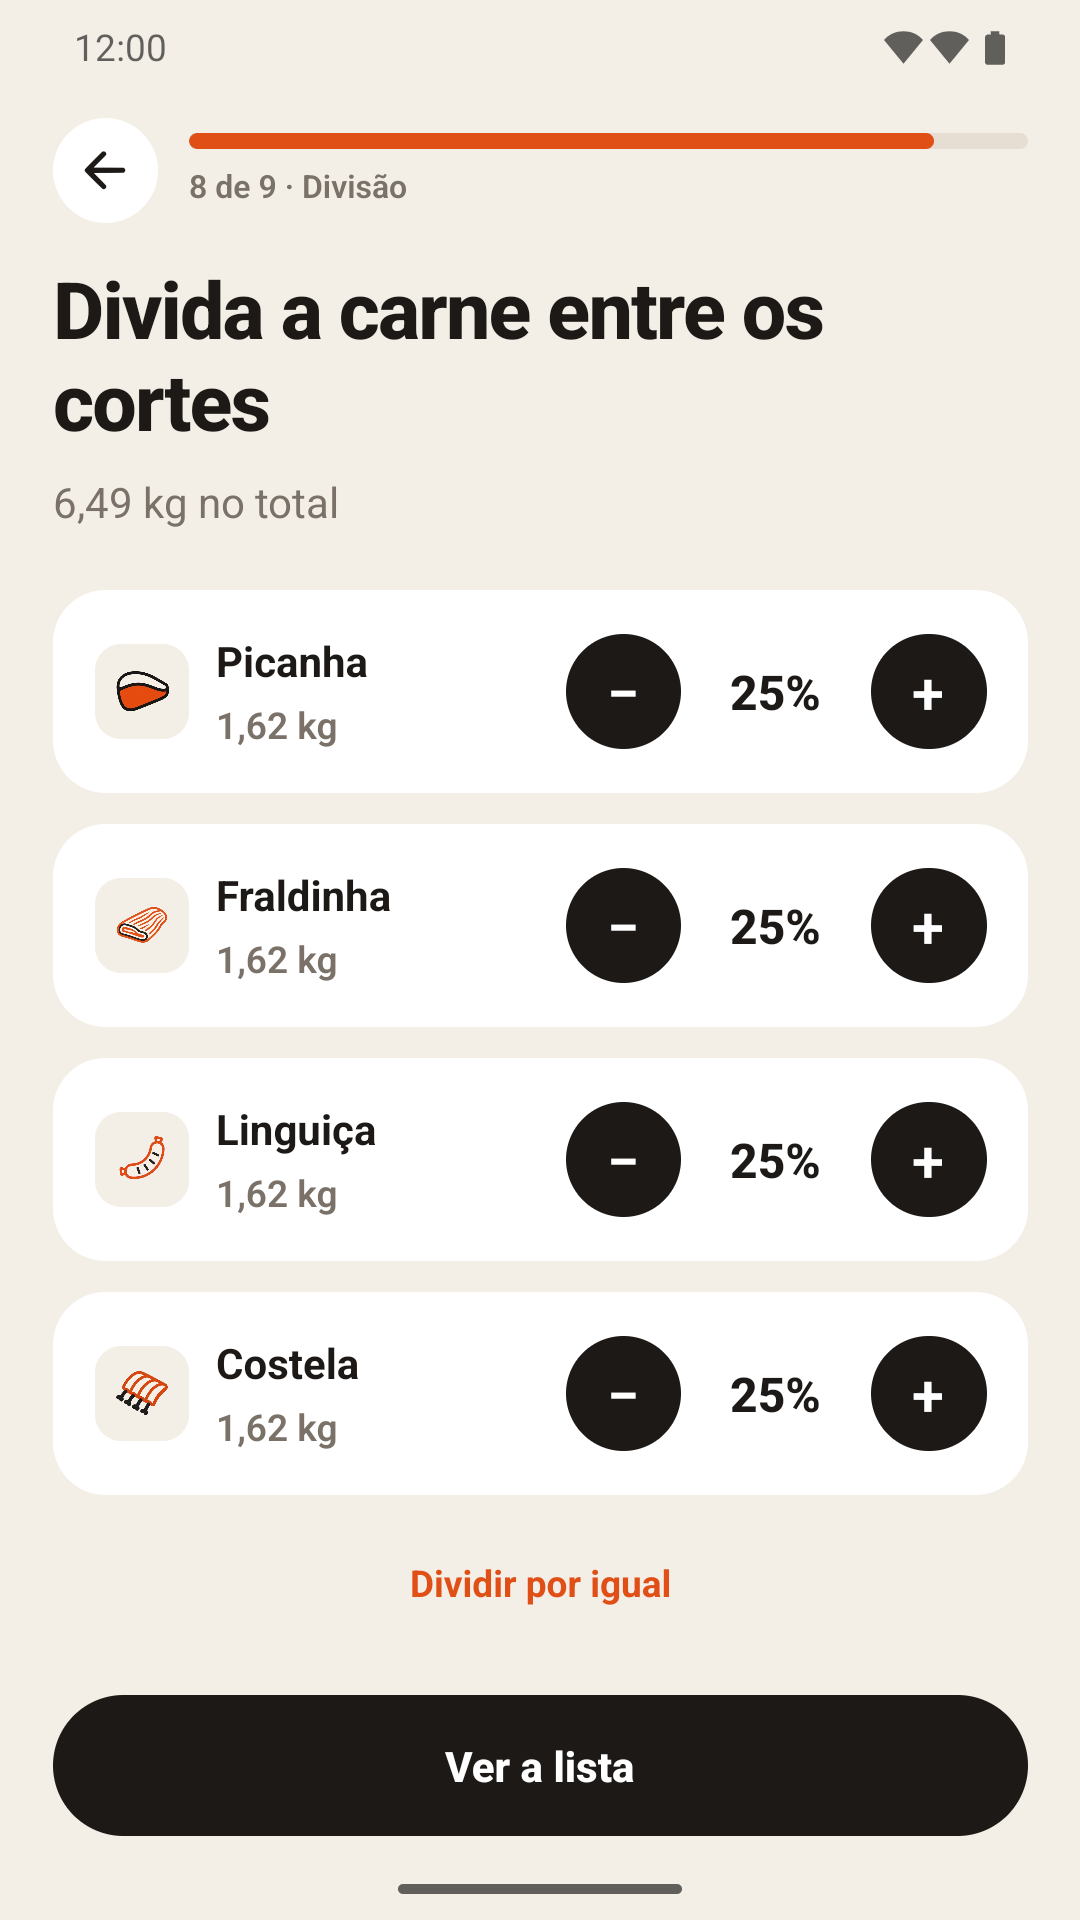 12:00
8 de 9 · Divisão
Divida a carne entre os
cortes
6,49 kg no total
Picanha
1,62 kg
− 25% +
Fraldinha
1,62 kg
− 25% +
Linguiça
1,62 kg
− 25% +
Costela
1,62 kg
− 25% +
Dividir por igual
Ver a lista